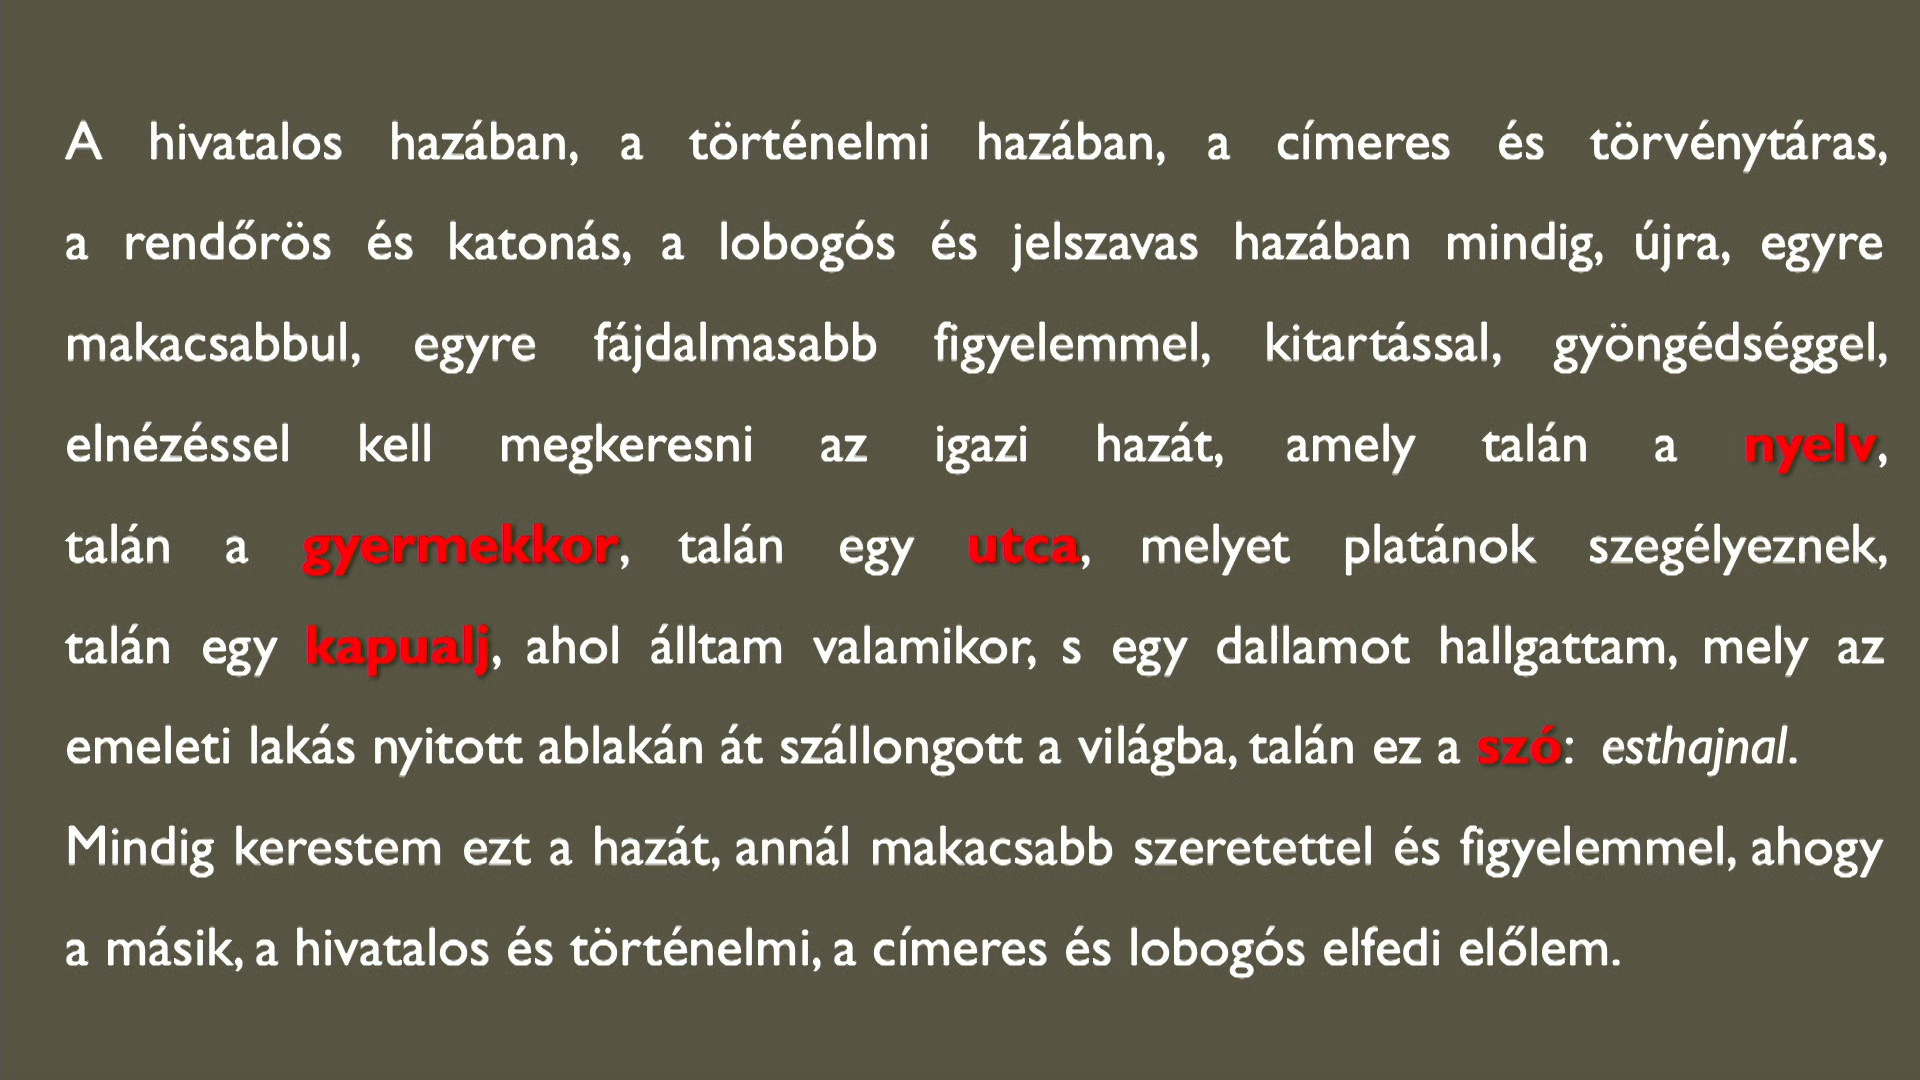 A hivatalos hazában, a történelmi hazában, a címeres és törvénytáras,
a rendőrös és katonás, a lobogós és jelszavas hazában mindig, újra, egyre
makacsabbul, egyre fájdalmasabb figyelemmel, kitartással, gyöngédséggel,
elnézéssel kell megkeresni az igazi hazát, amely talán a nyelv,
talán a gyermekkor, talán egy utca, melyet platánok szegélyeznek,
talán egy kapualj, ahol álltam valamikor, s egy dallamot hallgattam, mely az
emeleti lakás nyitott ablakán át szállongott a világba, talán ez a szó: esthajnal.
Mindig kerestem ezt a hazát, annál makacsabb szeretettel és figyelemmel, ahogy
a másik, a hivatalos és történelmi, a címeres és lobogós elfedi előlem.